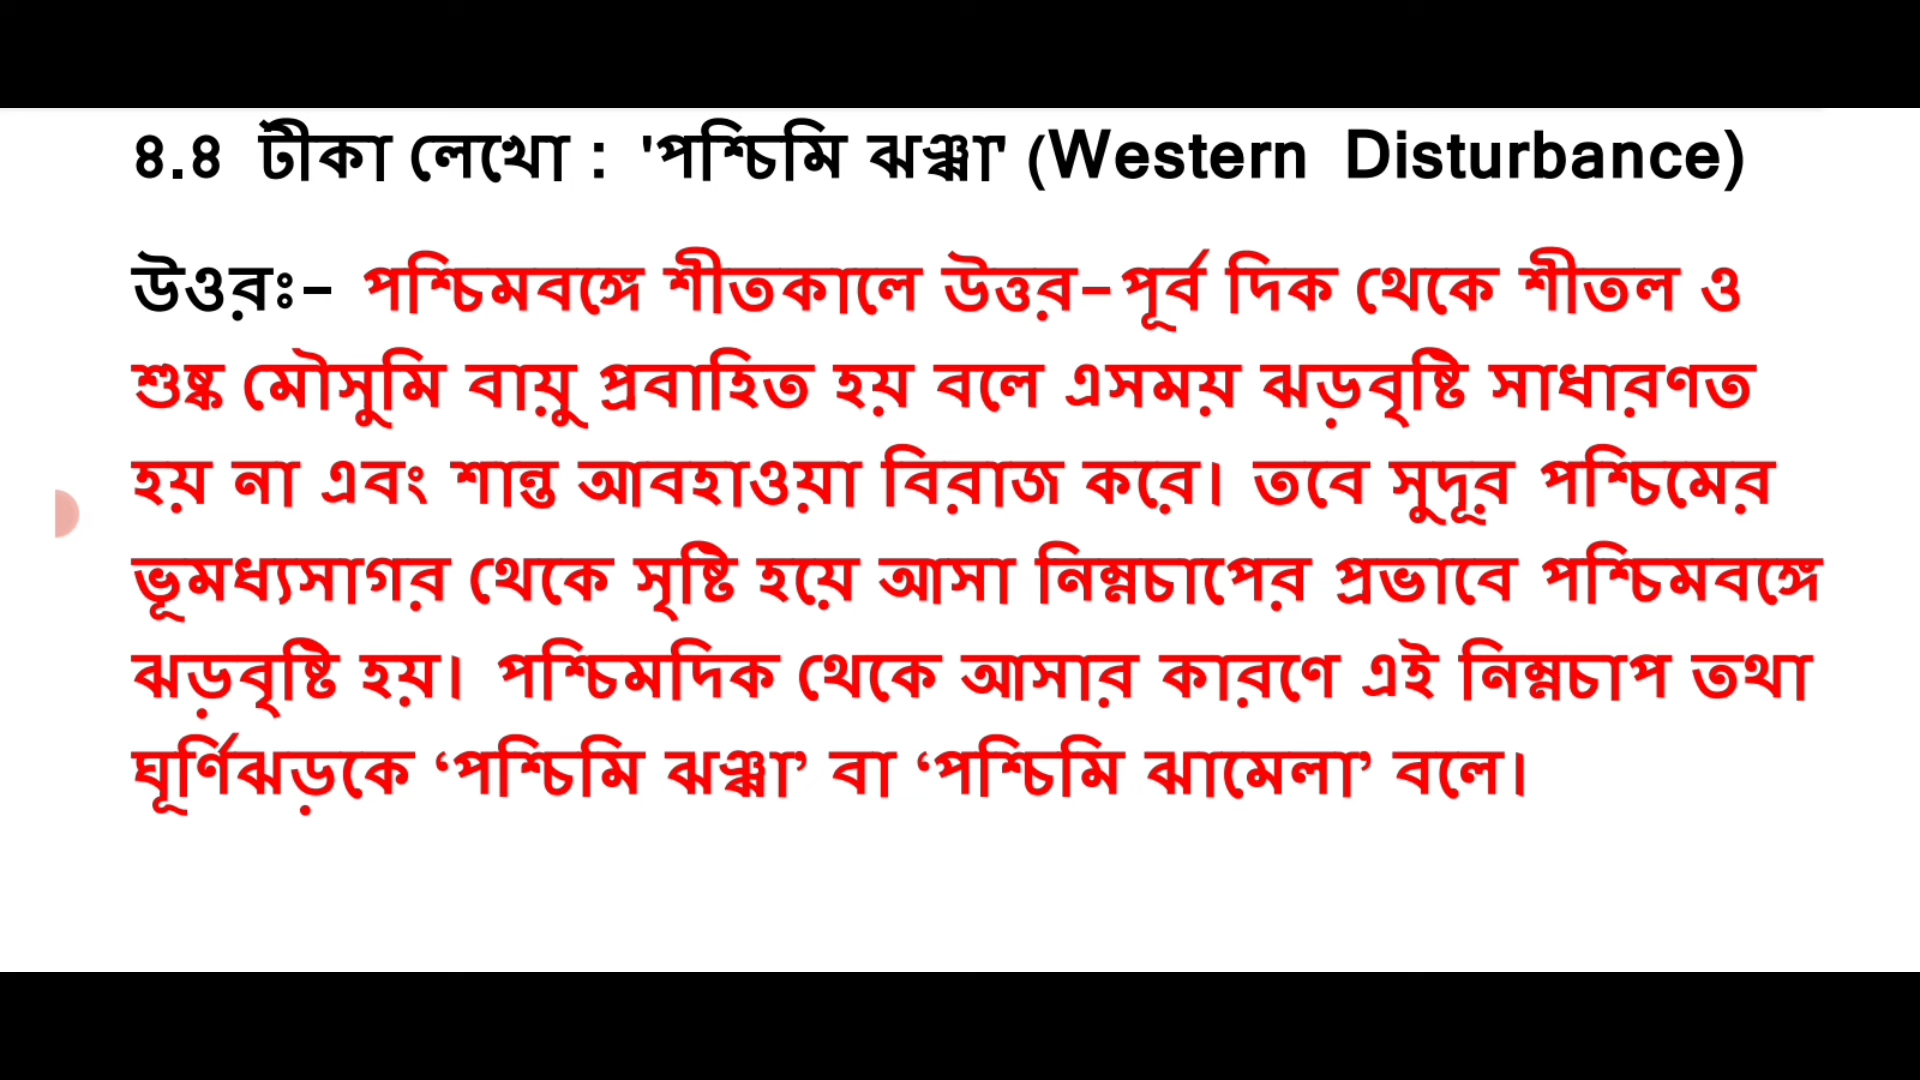 ৪.৪ টীকা লেখো : 'পশ্চিমি ঝঞ্ঝা' (Western Disturbance)
উওরঃ- পশ্চিমবঙ্গে শীতকালে উত্তর-পূর্ব দিক থেকে শীতল ও
শুষ্ক মৌসুমি বায়ু প্রবাহিত হয় বলে এসময় ঝড়বৃষ্টি সাধারণত
হয় না এবং শান্ত আবহাওয়া বিরাজ করে। তবে সুদূর পশ্চিমের
ভূমধ্যসাগর থেকে সৃষ্টি হয়ে আসা নিম্নচাপের প্রভাবে পশ্চিমবঙ্গে
ঝড়বৃষ্টি হয়। পশ্চিমদিক থেকে আসার কারণে এই নিম্নচাপ তথা
ঘূর্ণিঝড়কে ‘পশ্চিমি ঝঞ্ঝা’ বা ‘পশ্চিমি ঝামেলা’ বলে।